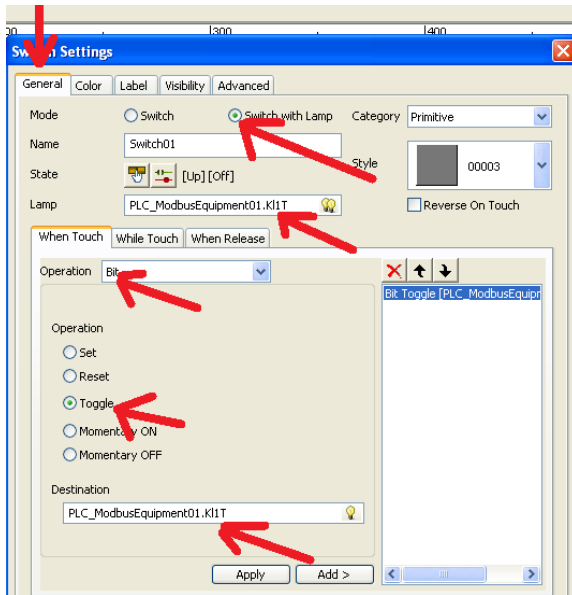 300 400
Switch Settings
General Color Label Visibility Advanced
Mode Switch Switch with Lamp Category Primitive
Name Switch01
Style 00003
State [Up] [Off]
Lamp PLC_ModbusEquipment01.Kl1T Reverse On Touch
When Touch While Touch When Release
Operation Bit
Bit Toggle [PLC_ModbusEquipr
Operation
Set
Reset
Toggle
Momentary ON
Momentary OFF
Destination
PLC_ModbusEquipment01.Kl1T
Apply Add >